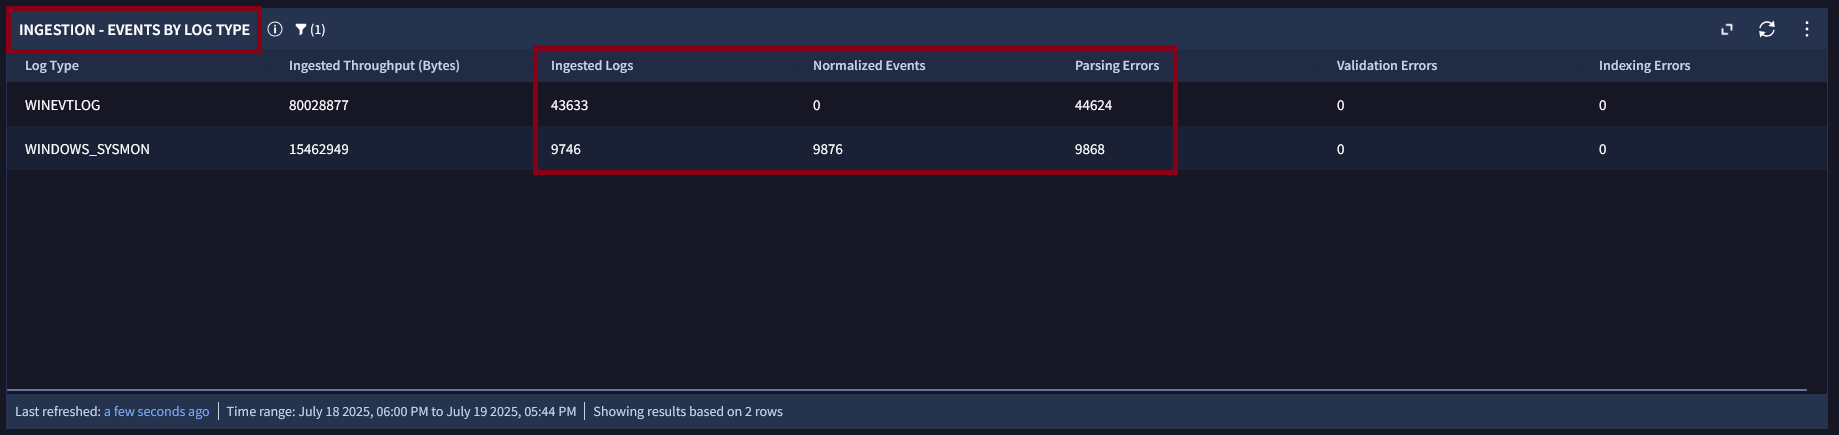 INGESTION - EVENTS BY LOG TYPE (1)
Log Type Ingested Throughput (Bytes) Ingested Logs Normalized Events Parsing Errors Validation Errors Indexing Errors
WINEVTLOG 80028877 43633 0 44624 0 0
WINDOWS_SYSMON 15462949 9746 9876 9868 0 0
Last refreshed: a few seconds ago Time range: July 18 2025, 06:00 PM to July 19 2025, 05:44 PM Showing results based on 2 rows